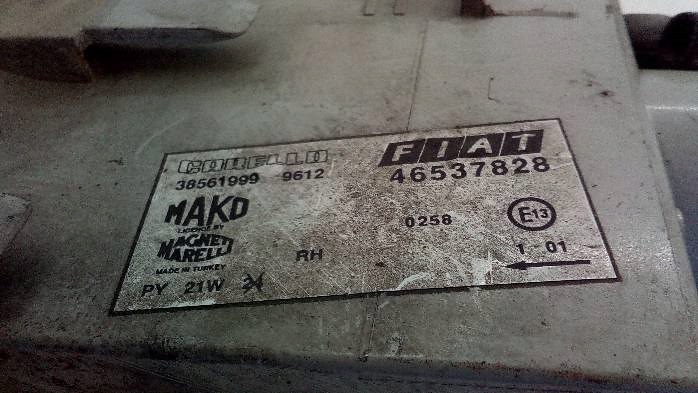 CARELLO
38561999 9612
FIAT
46537828
MAKO
LICENCE BY
MAGNETI
MARELLI
MADE IN TURKEY
RH
0258
E13
1 01
PY 21W